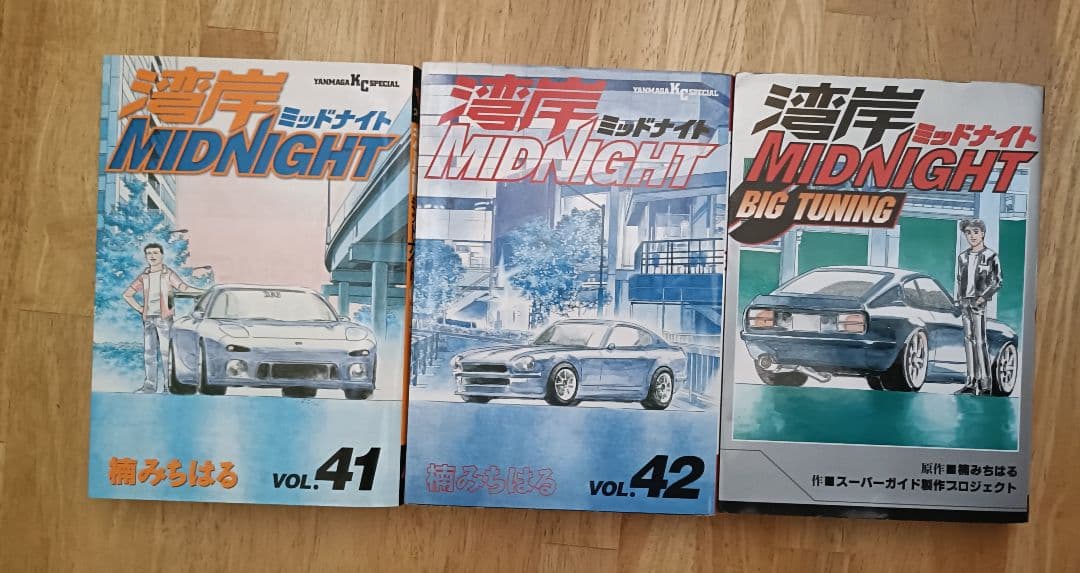 YANMAGA KC SPECIAL
湾岸
ミッドナイト
MIDNIGHT
楠みちはる
VOL.41
YANMAGA KC SPECIAL
湾岸
ミッドナイト
MIDNIGHT
楠みちはる
VOL.42
湾岸
ミッドナイト
MIDNIGHT
BIG TUNING
原作■楠みちはる
作■スーパーガイド製作プロジェクト